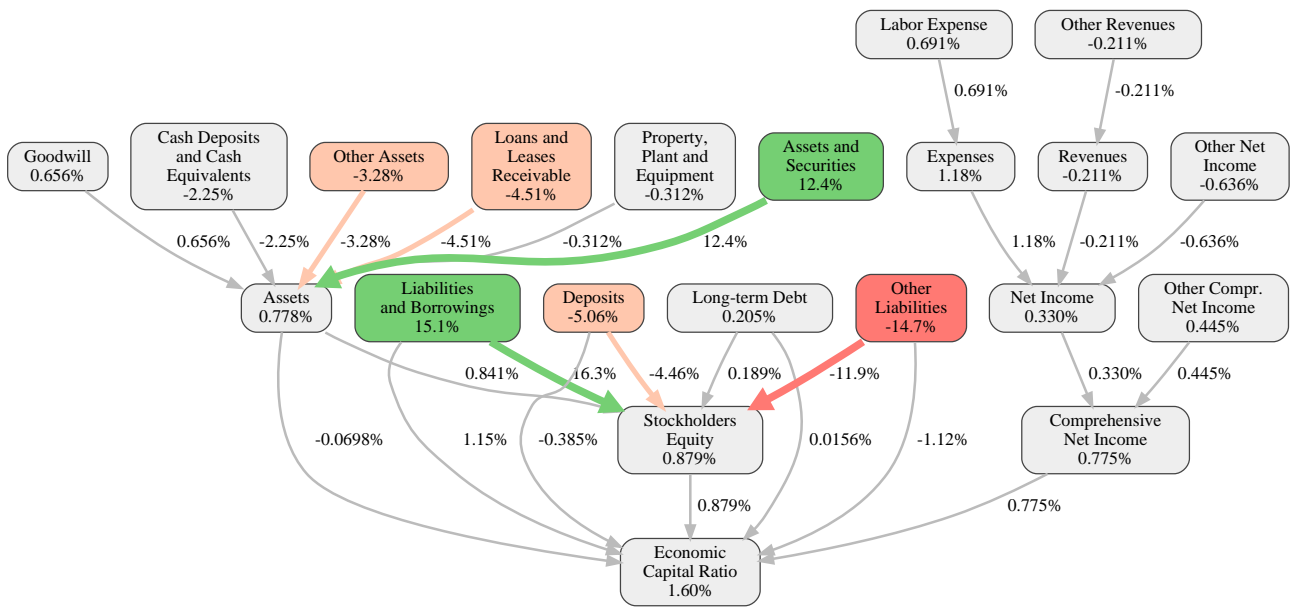 Labor Expense
0.691%
Other Revenues
-0.211%
0.691%
-0.211%
Goodwill
0.656%
Cash Deposits
and Cash
Equivalents
-2.25%
Other Assets
-3.28%
Loans and
Leases
Receivable
-4.51%
Property,
Plant and
Equipment
-0.312%
Assets and
Securities
12.4%
Expenses
1.18%
Revenues
-0.211%
Other Net
Income
-0.636%
0.656%
-2.25%
-3.28%
-4.51%
-0.312%
12.4%
1.18%
-0.211%
-0.636%
Assets
0.778%
Liabilities
and Borrowings
15.1%
Deposits
-5.06%
Long-term Debt
0.205%
Other
Liabilities
-14.7%
Net Income
0.330%
Other Compr.
Net Income
0.445%
0.841%
16.3%
-4.46%
0.189%
-11.9%
0.330%
0.445%
-0.0698%
1.15%
-0.385%
Stockholders
Equity
0.879%
0.0156%
-1.12%
Comprehensive
Net Income
0.775%
0.879%
0.775%
Economic
Capital Ratio
1.60%